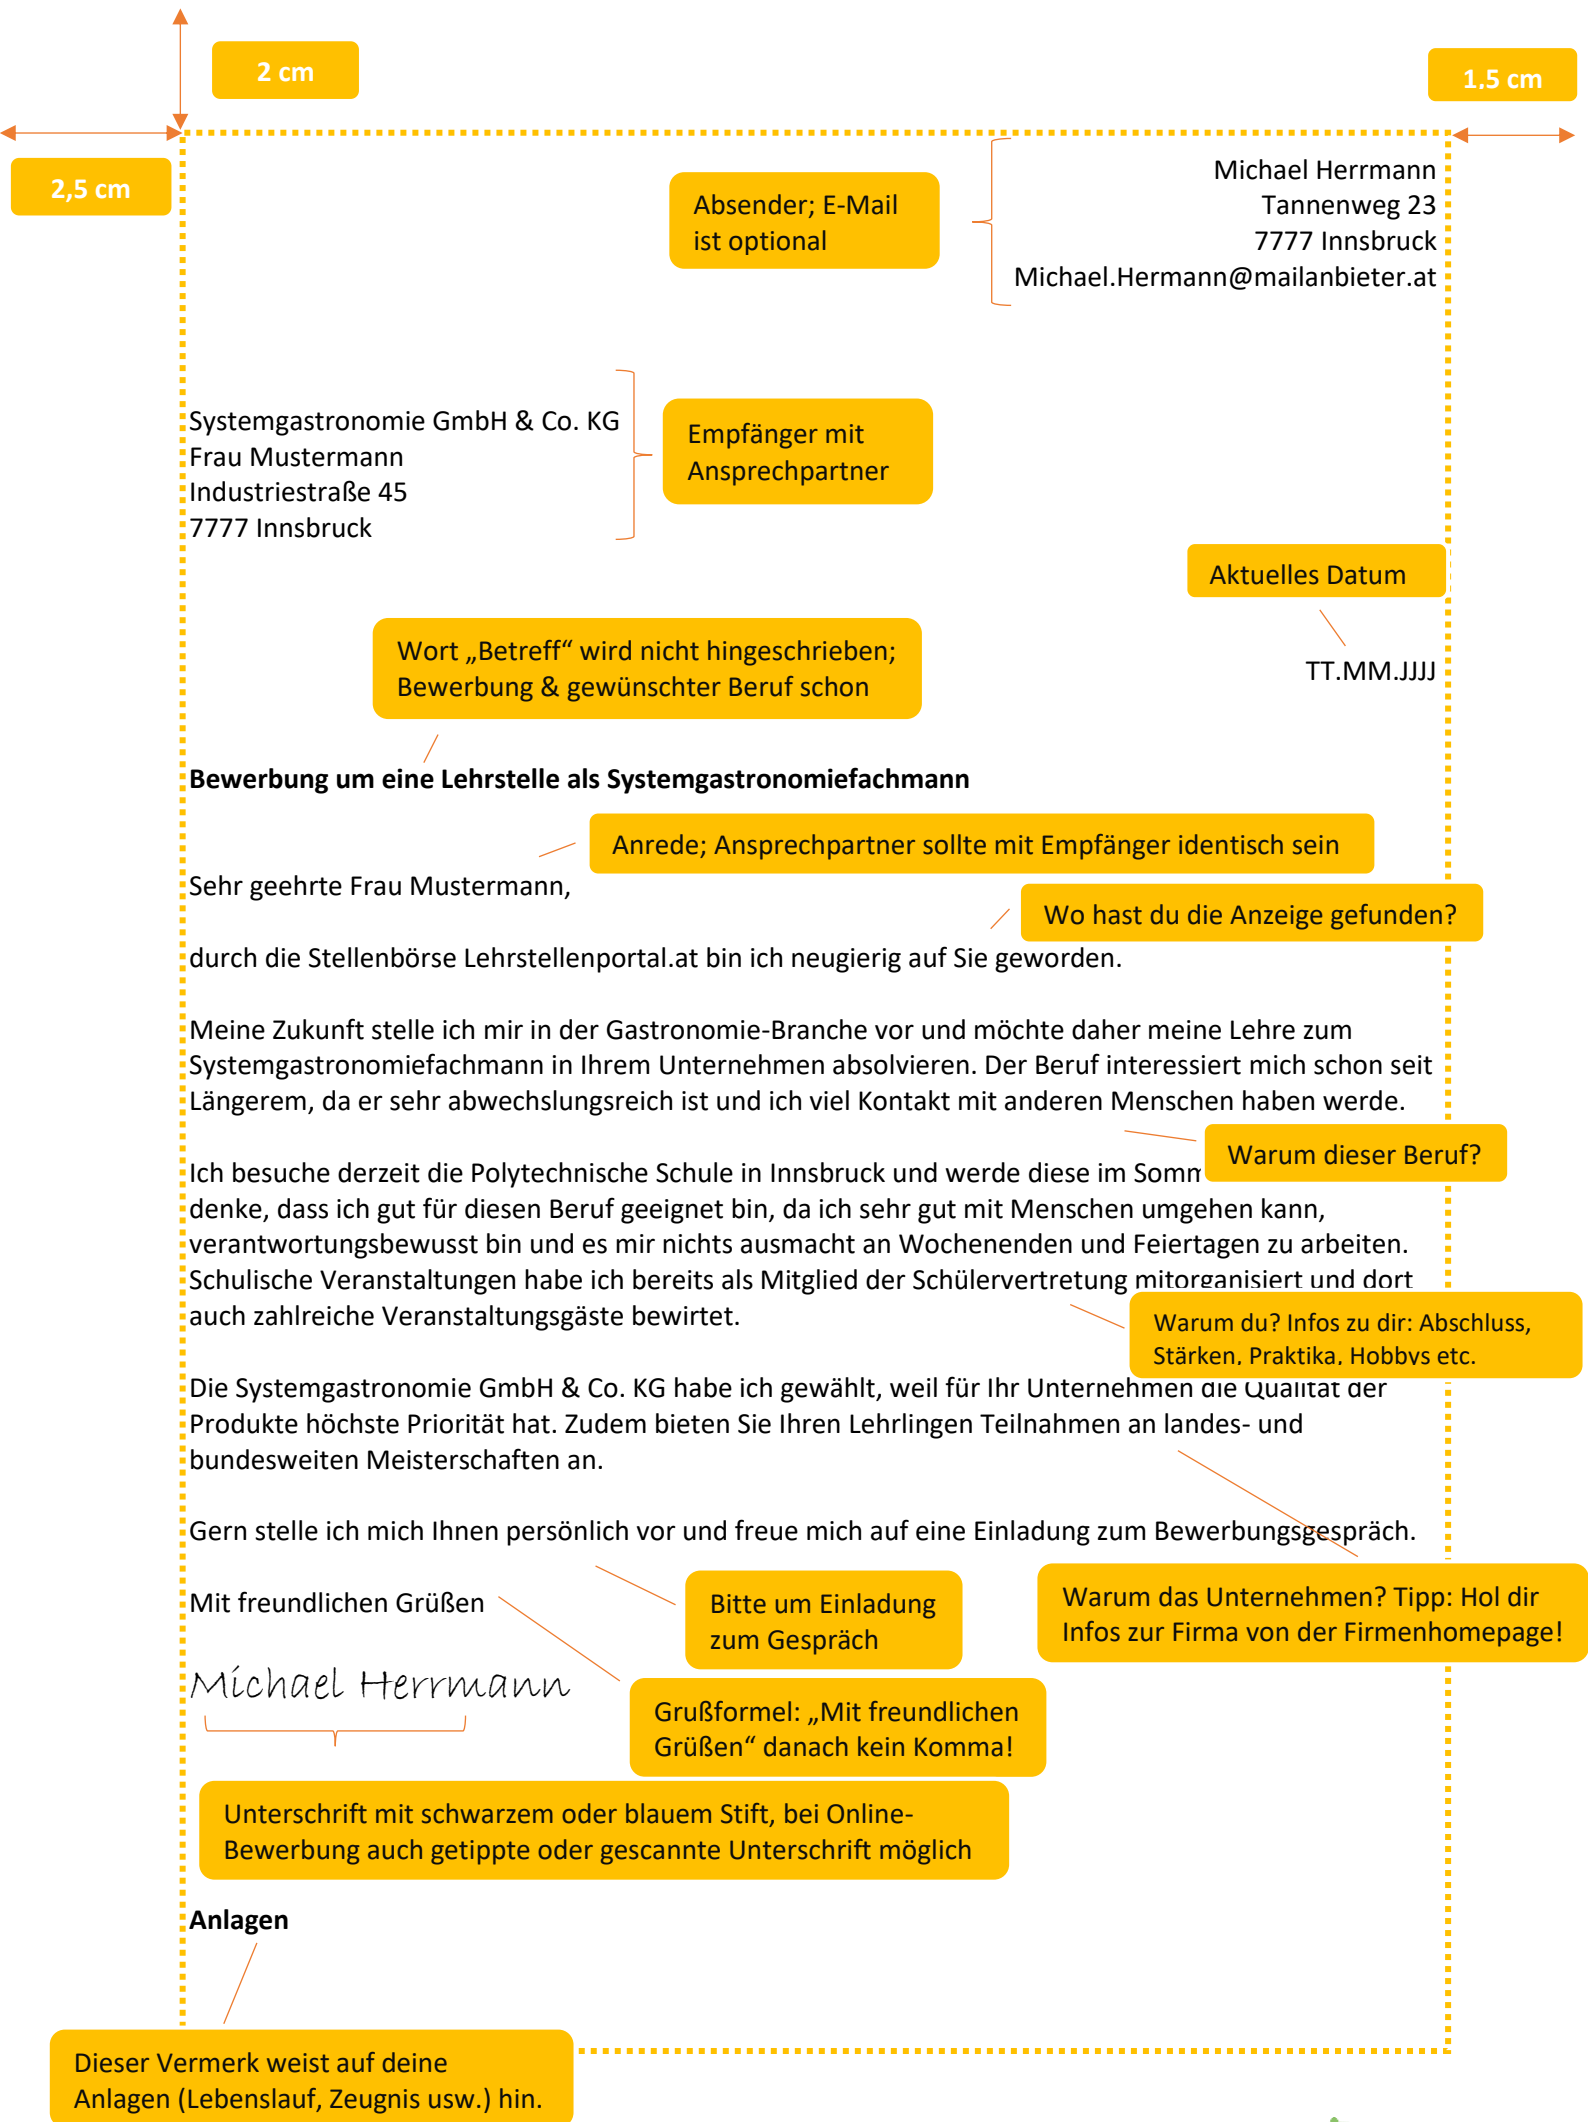 2 cm
1,5 cm
2,5 cm
Absender; E-Mail
ist optional
Michael Herrmann
Tannenweg 23
7777 Innsbruck
Michael.Hermann@mailanbieter.at
Systemgastronomie GmbH & Co. KG
Frau Mustermann
Industriestraße 45
7777 Innsbruck
Empfänger mit
Ansprechpartner
Aktuelles Datum
TT.MM.JJJJ
Wort „Betreff“ wird nicht hingeschrieben;
Bewerbung & gewünschter Beruf schon
Bewerbung um eine Lehrstelle als Systemgastronomiefachmann
Anrede; Ansprechpartner sollte mit Empfänger identisch sein
Sehr geehrte Frau Mustermann,
Wo hast du die Anzeige gefunden?
durch die Stellenbörse Lehrstellenportal.at bin ich neugierig auf Sie geworden.
Meine Zukunft stelle ich mir in der Gastronomie-Branche vor und möchte daher meine Lehre zum
Systemgastronomiefachmann in Ihrem Unternehmen absolvieren. Der Beruf interessiert mich schon seit
Längerem, da er sehr abwechslungsreich ist und ich viel Kontakt mit anderen Menschen haben werde.
Warum dieser Beruf?
Ich besuche derzeit die Polytechnische Schule in Innsbruck und werde diese im Somm
denke, dass ich gut für diesen Beruf geeignet bin, da ich sehr gut mit Menschen umgehen kann,
verantwortungsbewusst bin und es mir nichts ausmacht an Wochenenden und Feiertagen zu arbeiten.
Schulische Veranstaltungen habe ich bereits als Mitglied der Schülervertretung mitorganisiert und dort
auch zahlreiche Veranstaltungsgäste bewirtet.
Warum du? Infos zu dir: Abschluss,
Stärken, Praktika, Hobbys etc.
Die Systemgastronomie GmbH & Co. KG habe ich gewählt, weil für Ihr Unternehmen die Qualität der
Produkte höchste Priorität hat. Zudem bieten Sie Ihren Lehrlingen Teilnahmen an landes- und
bundesweiten Meisterschaften an.
Gern stelle ich mich Ihnen persönlich vor und freue mich auf eine Einladung zum Bewerbungsgespräch.
Mit freundlichen Grüßen
Bitte um Einladung
zum Gespräch
Warum das Unternehmen? Tipp: Hol dir
Infos zur Firma von der Firmenhomepage!
Michael Herrmann
Grußformel: „Mit freundlichen
Grüßen“ danach kein Komma!
Unterschrift mit schwarzem oder blauem Stift, bei Online-
Bewerbung auch getippte oder gescannte Unterschrift möglich
Anlagen
Dieser Vermerk weist auf deine
Anlagen (Lebenslauf, Zeugnis usw.) hin.